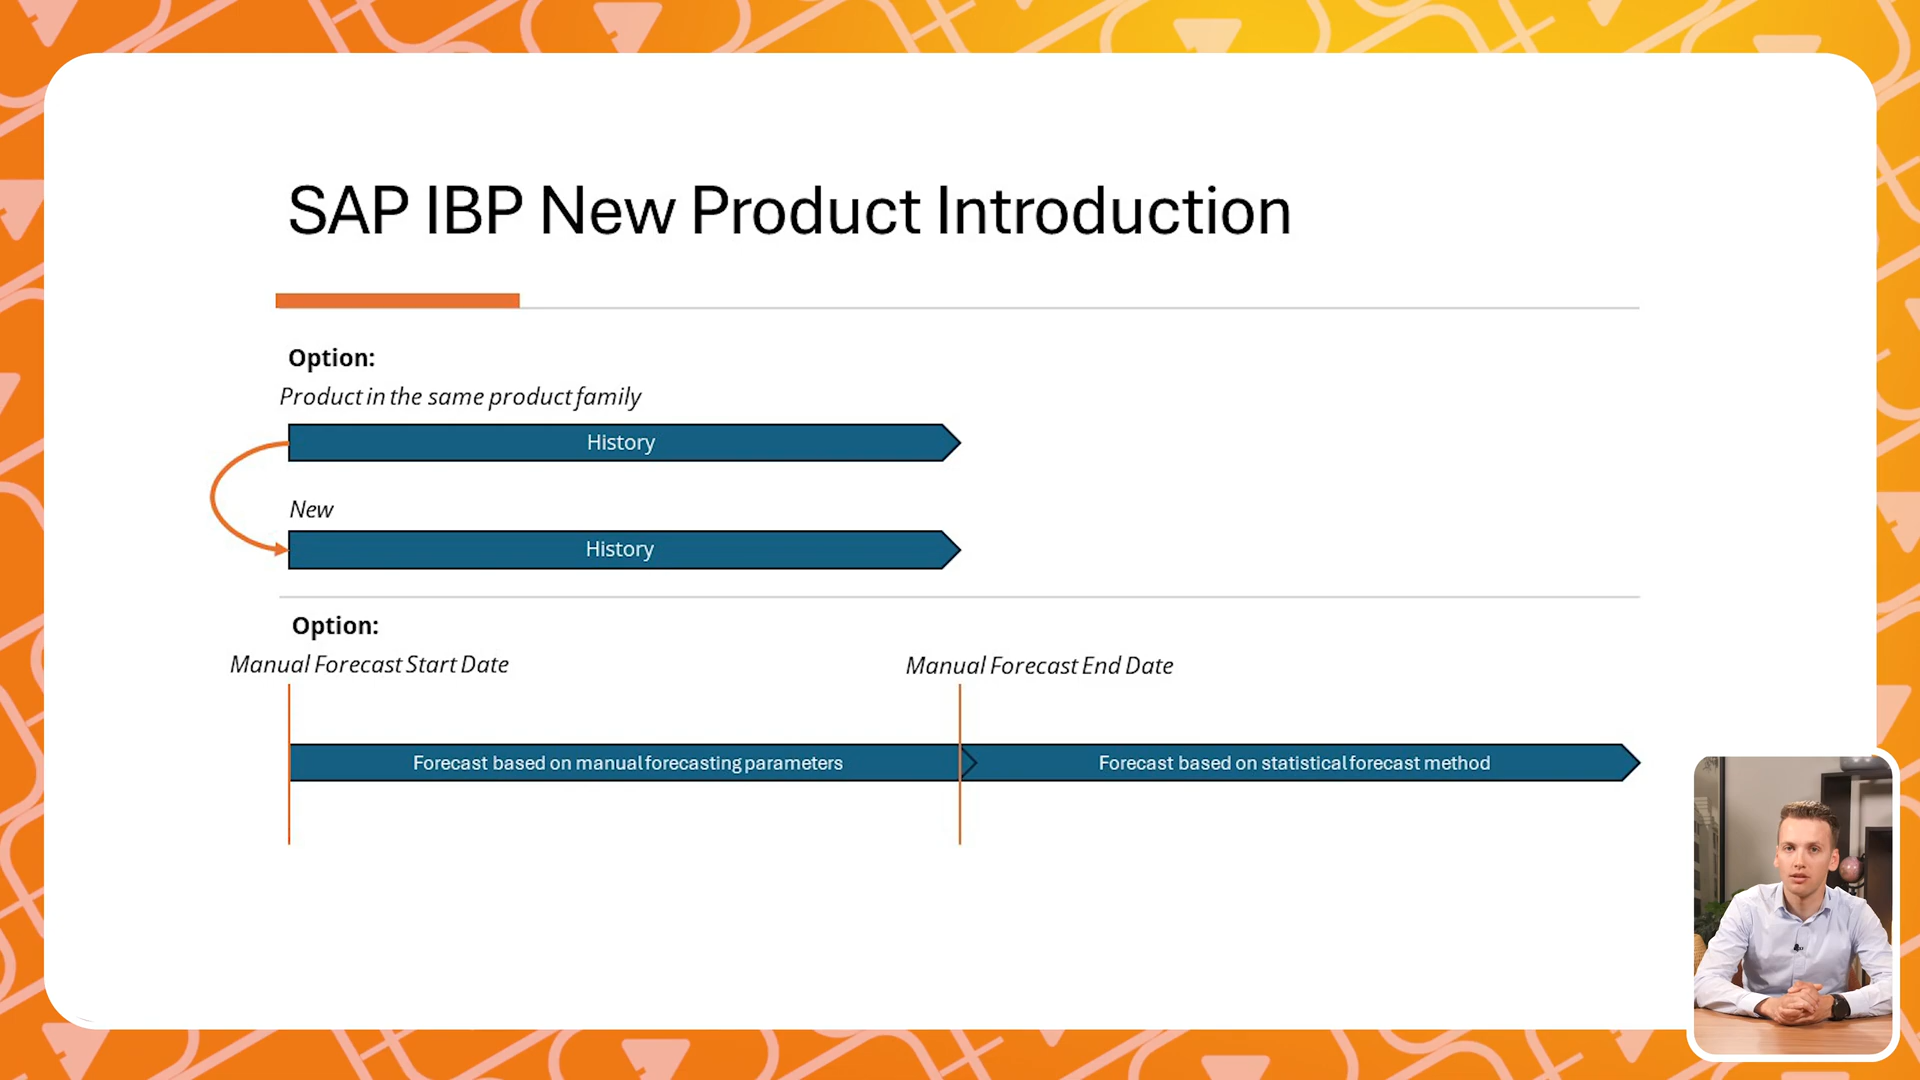 SAP IBP New Product Introduction
Option:
Product in the same product family
History
New
History
Option:
Manual Forecast Start Date
Manual Forecast End Date
Forecast based on manual forecasting parameters
Forecast based on statistical forecast method